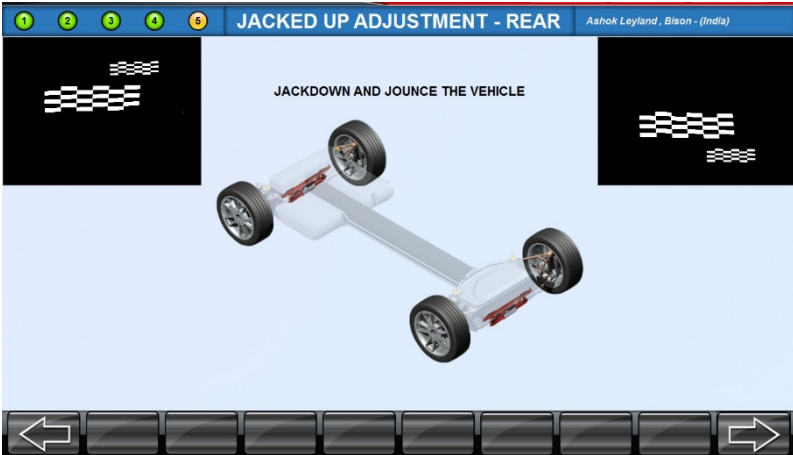 1 2 3 4 5 JACKED UP ADJUSTMENT - REAR Ashok Leyland , Bison - (India)
JACKDOWN AND JOUNCE THE VEHICLE